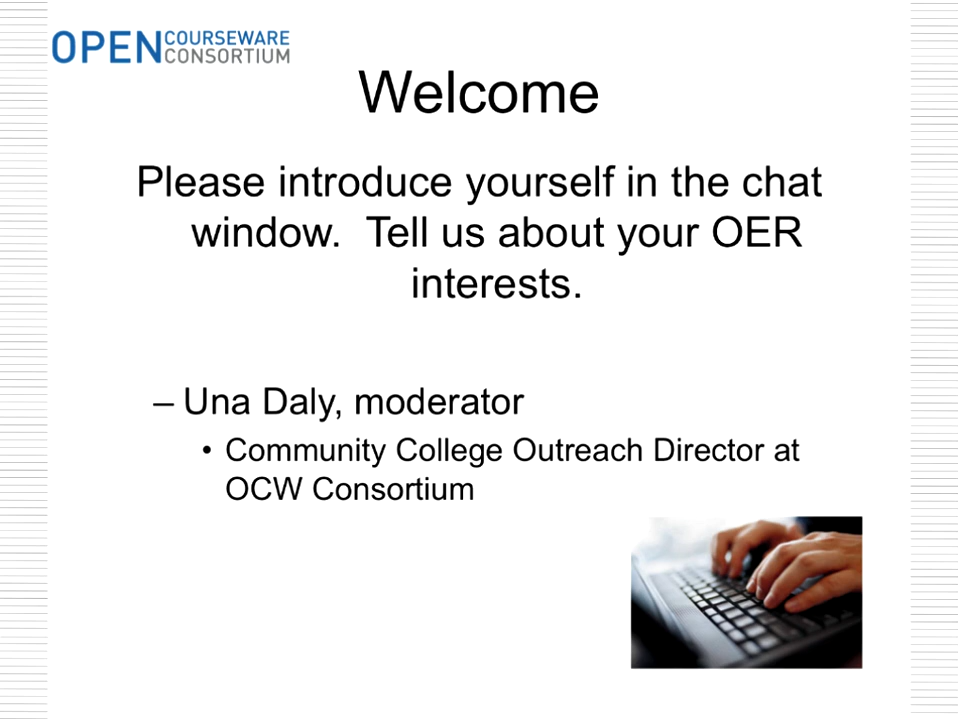 OPEN COURSEWARE CONSORTIUM
Welcome
Please introduce yourself in the chat
window.  Tell us about your OER
interests.
– Una Daly, moderator
• Community College Outreach Director at
OCW Consortium